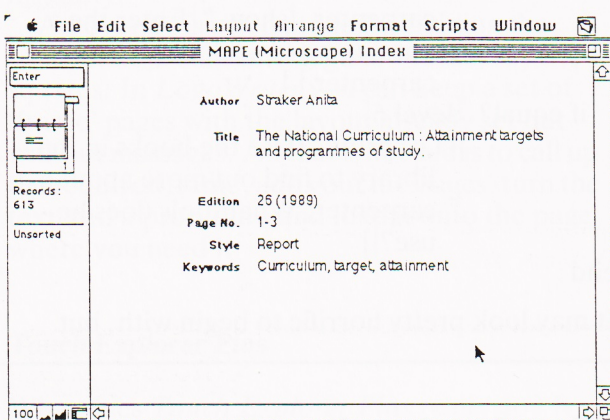 File Edit Select Layout Arrange Format Scripts Window
MAPE (Microscope) Index
Enter
1
Records:
613
Unsorted
Author Straker Anita
Title The National Curriculum : Attainment targets
and programmes of study.
Edition 25 (1989)
Page No. 1-3
Style Report
Keywords Curriculum, target, attainment
100